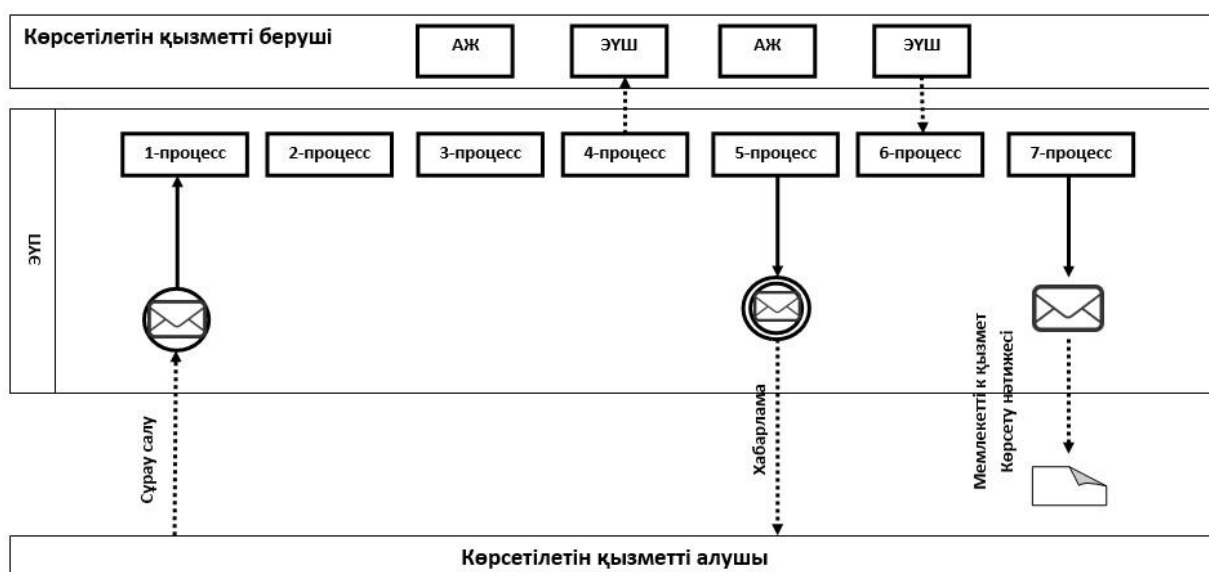 Көрсетілетін қызметті беруші
АЖ
ЭҮШ
АЖ
ЭҮШ
ЭҮП
1-процесс
2-процесс
3-процесс
4-процесс
5-процесс
6-процесс
7-процесс
Сұрау салу
Хабарлама
Мемлекетті к қызмет
Көрсету нәтижесі
Көрсетілетін қызметті алушы